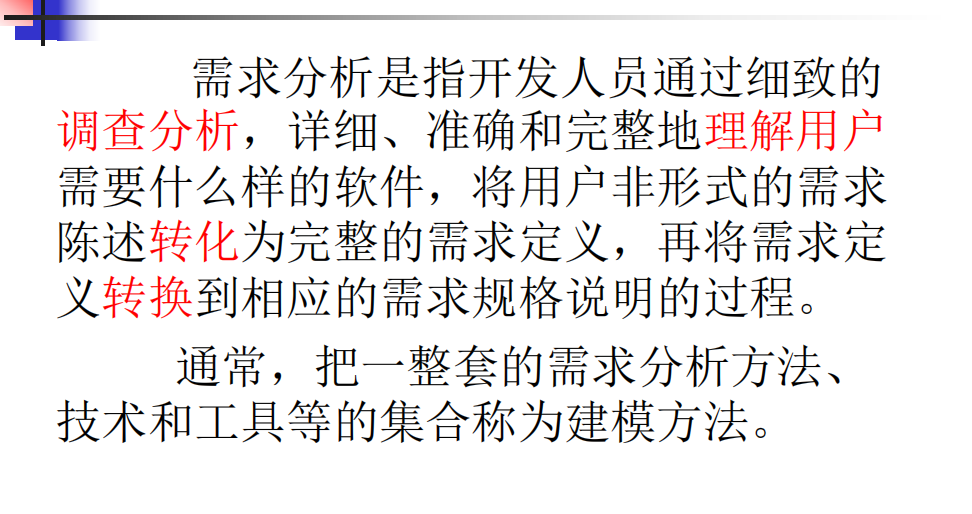 需求分析是指开发人员通过细致的
调查分析，详细、准确和完整地理解用户
需要什么样的软件，将用户非形式的需求
陈述转化为完整的需求定义，再将需求定
义转换到相应的需求规格说明的过程。
通常，把一整套的需求分析方法、
技术和工具等的集合称为建模方法。